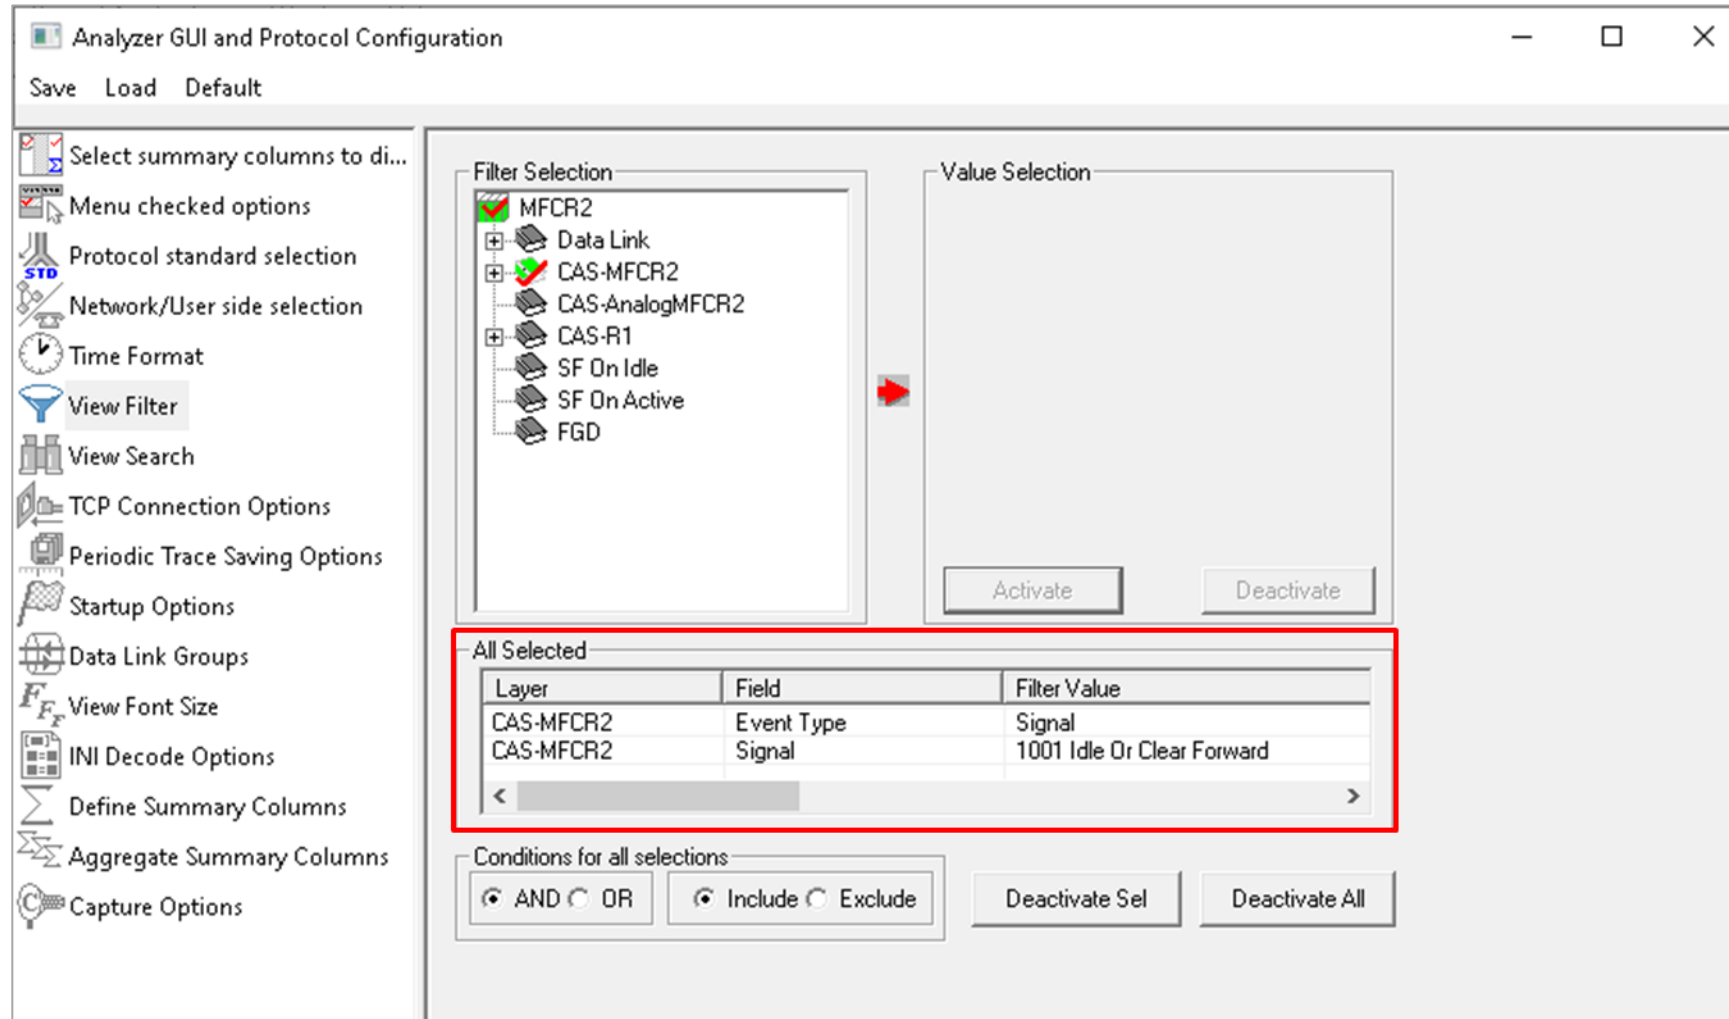 Analyzer GUI and Protocol Configuration
Save Load Default
Select summary columns to di...
Menu checked options
STD
Protocol standard selection
Network/User side selection
Time Format
View Filter
View Search
TCP Connection Options
Periodic Trace Saving Options
Startup Options
Data Link Groups
View Font Size
INI Decode Options
Define Summary Columns
Aggregate Summary Columns
Capture Options
Filter Selection
MFCR2
Data Link
CAS-MFCR2
CAS-AnalogMFCR2
CAS-R1
SF On Idle
SF On Active
FGD
Value Selection
Activate Deactivate
All Selected
Layer Field Filter Value
CAS-MFCR2 Event Type Signal
CAS-MFCR2 Signal 1001 Idle Or Clear Forward
Conditions for all selections
AND OR Include Exclude Deactivate Sel Deactivate All